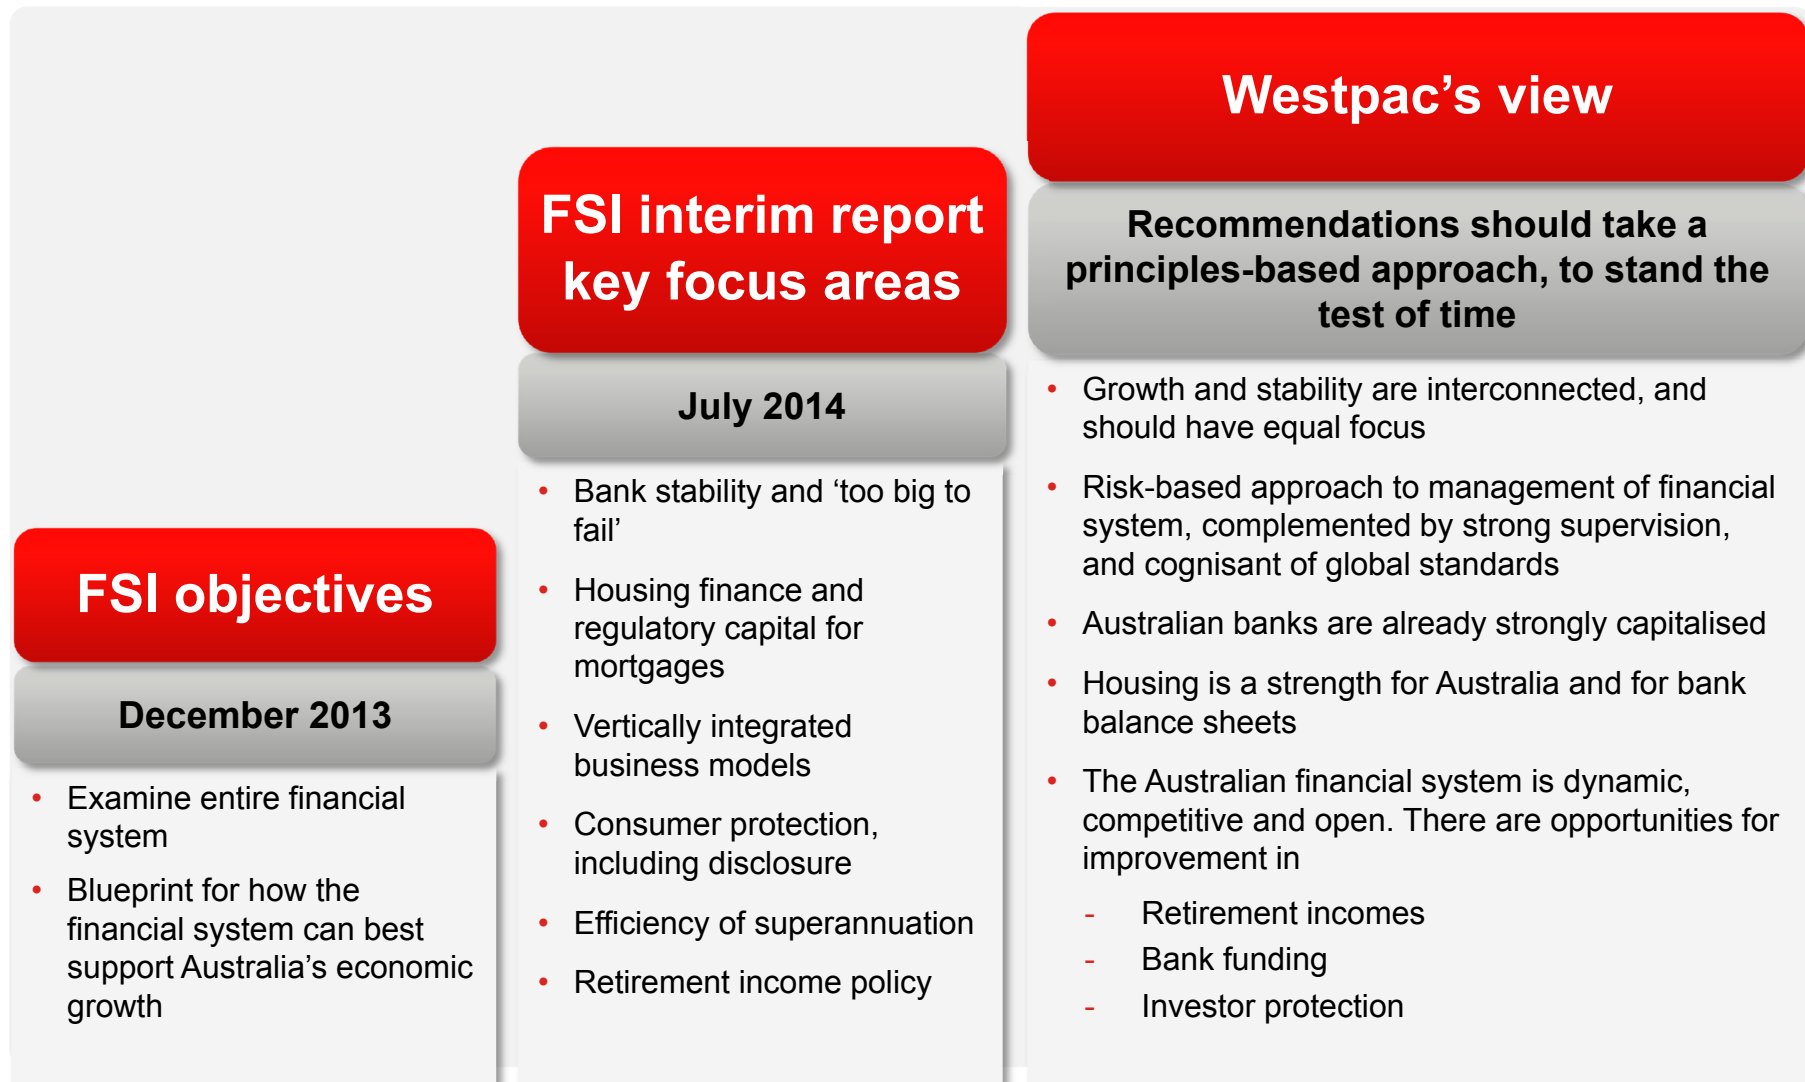 FSI objectives
December 2013
• Examine entire financial
system
• Blueprint for how the
financial system can best
support Australia’s economic
growth
FSI interim report
key focus areas
July 2014
• Bank stability and ‘too big to
fail’
• Housing finance and
regulatory capital for
mortgages
• Vertically integrated
business models
• Consumer protection,
including disclosure
• Efficiency of superannuation
• Retirement income policy
Westpac’s view
Recommendations should take a
principles-based approach, to stand the
test of time
• Growth and stability are interconnected, and
should have equal focus
• Risk-based approach to management of financial
system, complemented by strong supervision,
and cognisant of global standards
• Australian banks are already strongly capitalised
• Housing is a strength for Australia and for bank
balance sheets
• The Australian financial system is dynamic,
competitive and open. There are opportunities for
improvement in
- Retirement incomes
- Bank funding
- Investor protection